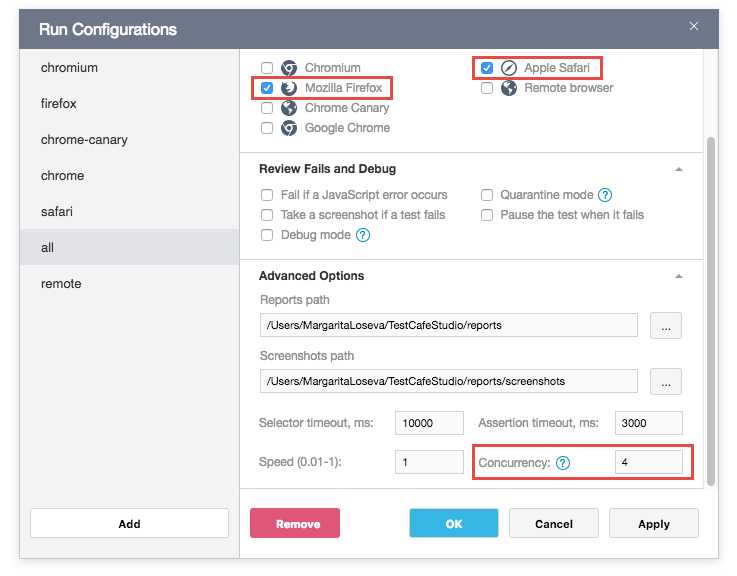 Run Configurations
chromium
firefox
chrome-canary
chrome
safari
all
remote
Add
Chromium
Apple Safari
Mozilla Firefox
Remote browser
Chrome Canary
Google Chrome
Review Fails and Debug
Fail if a JavaScript error occurs
Quarantine mode ?
Take a screenshot if a test fails
Pause the test when it fails
Debug mode ?
Advanced Options
Reports path
/Users/MargaritaLoseva/TestCafeStudio/reports
...
Screenshots path
/Users/MargaritaLoseva/TestCafeStudio/reports/screenshots
...
Selector timeout, ms: 10000
Assertion timeout, ms: 3000
Speed (0.01-1): 1
Concurrency: ? 4
Remove
OK
Cancel
Apply